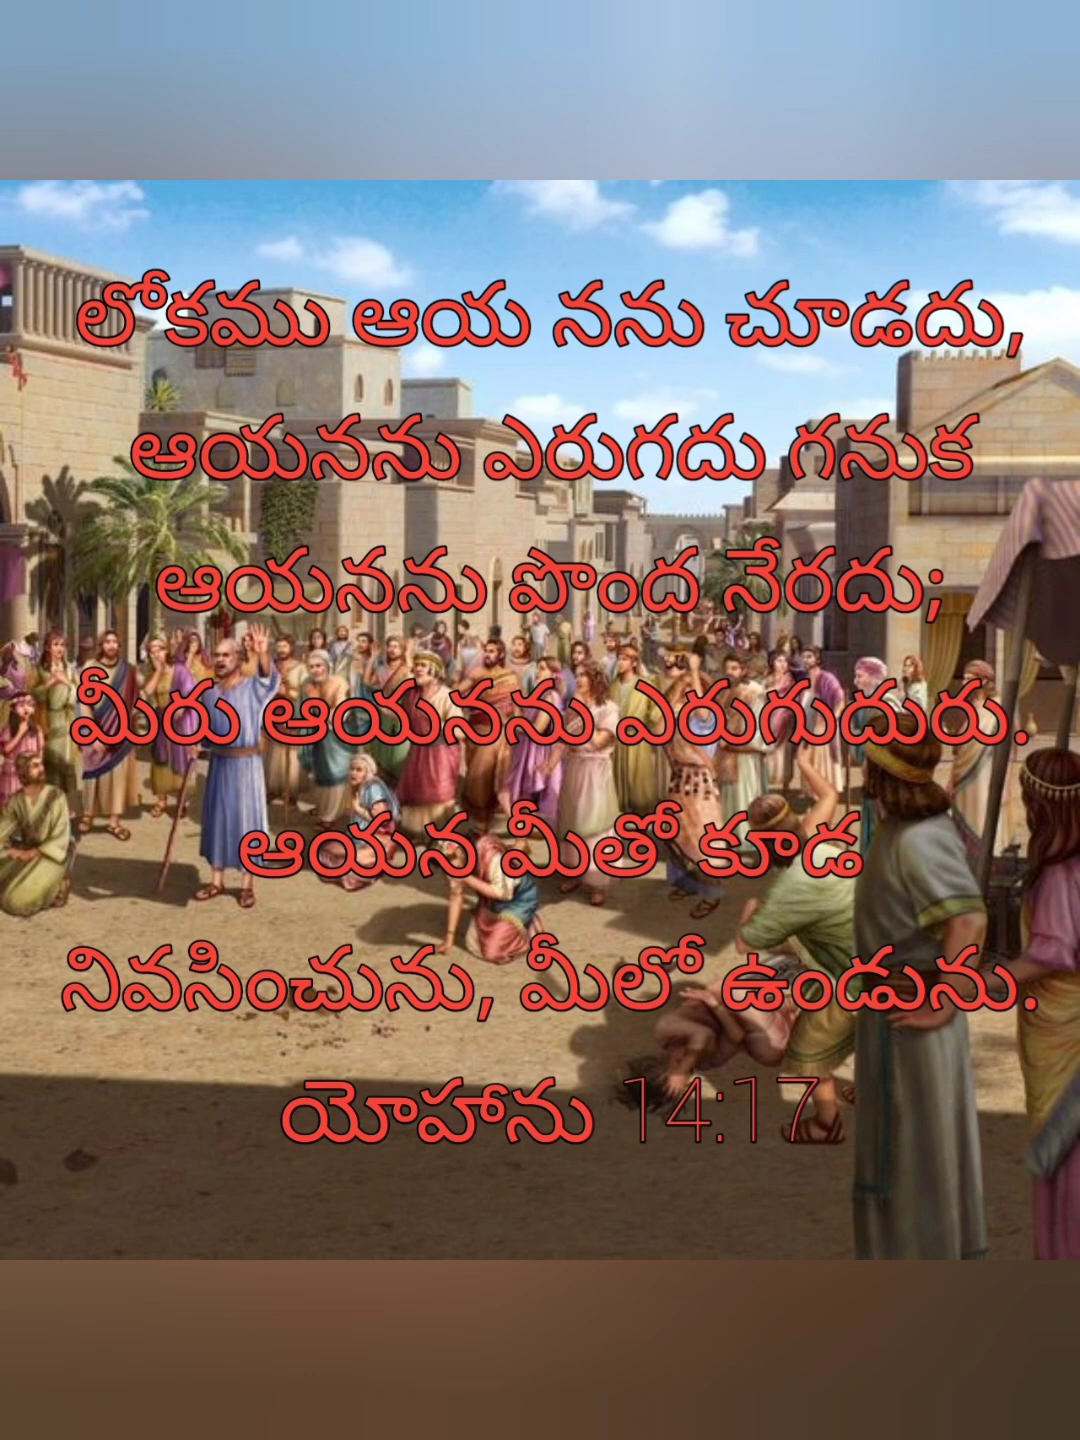 లోకము ఆయ నను చూడదు,
ఆయనను ఎరుగదు గనుక
ఆయనను పొంద నేరదు;
మీరు ఆయనను ఎరుగుదురు.
ఆయన మీతో కూడ
నివసించును, మీలో ఉండును.
యోహాను 14:17